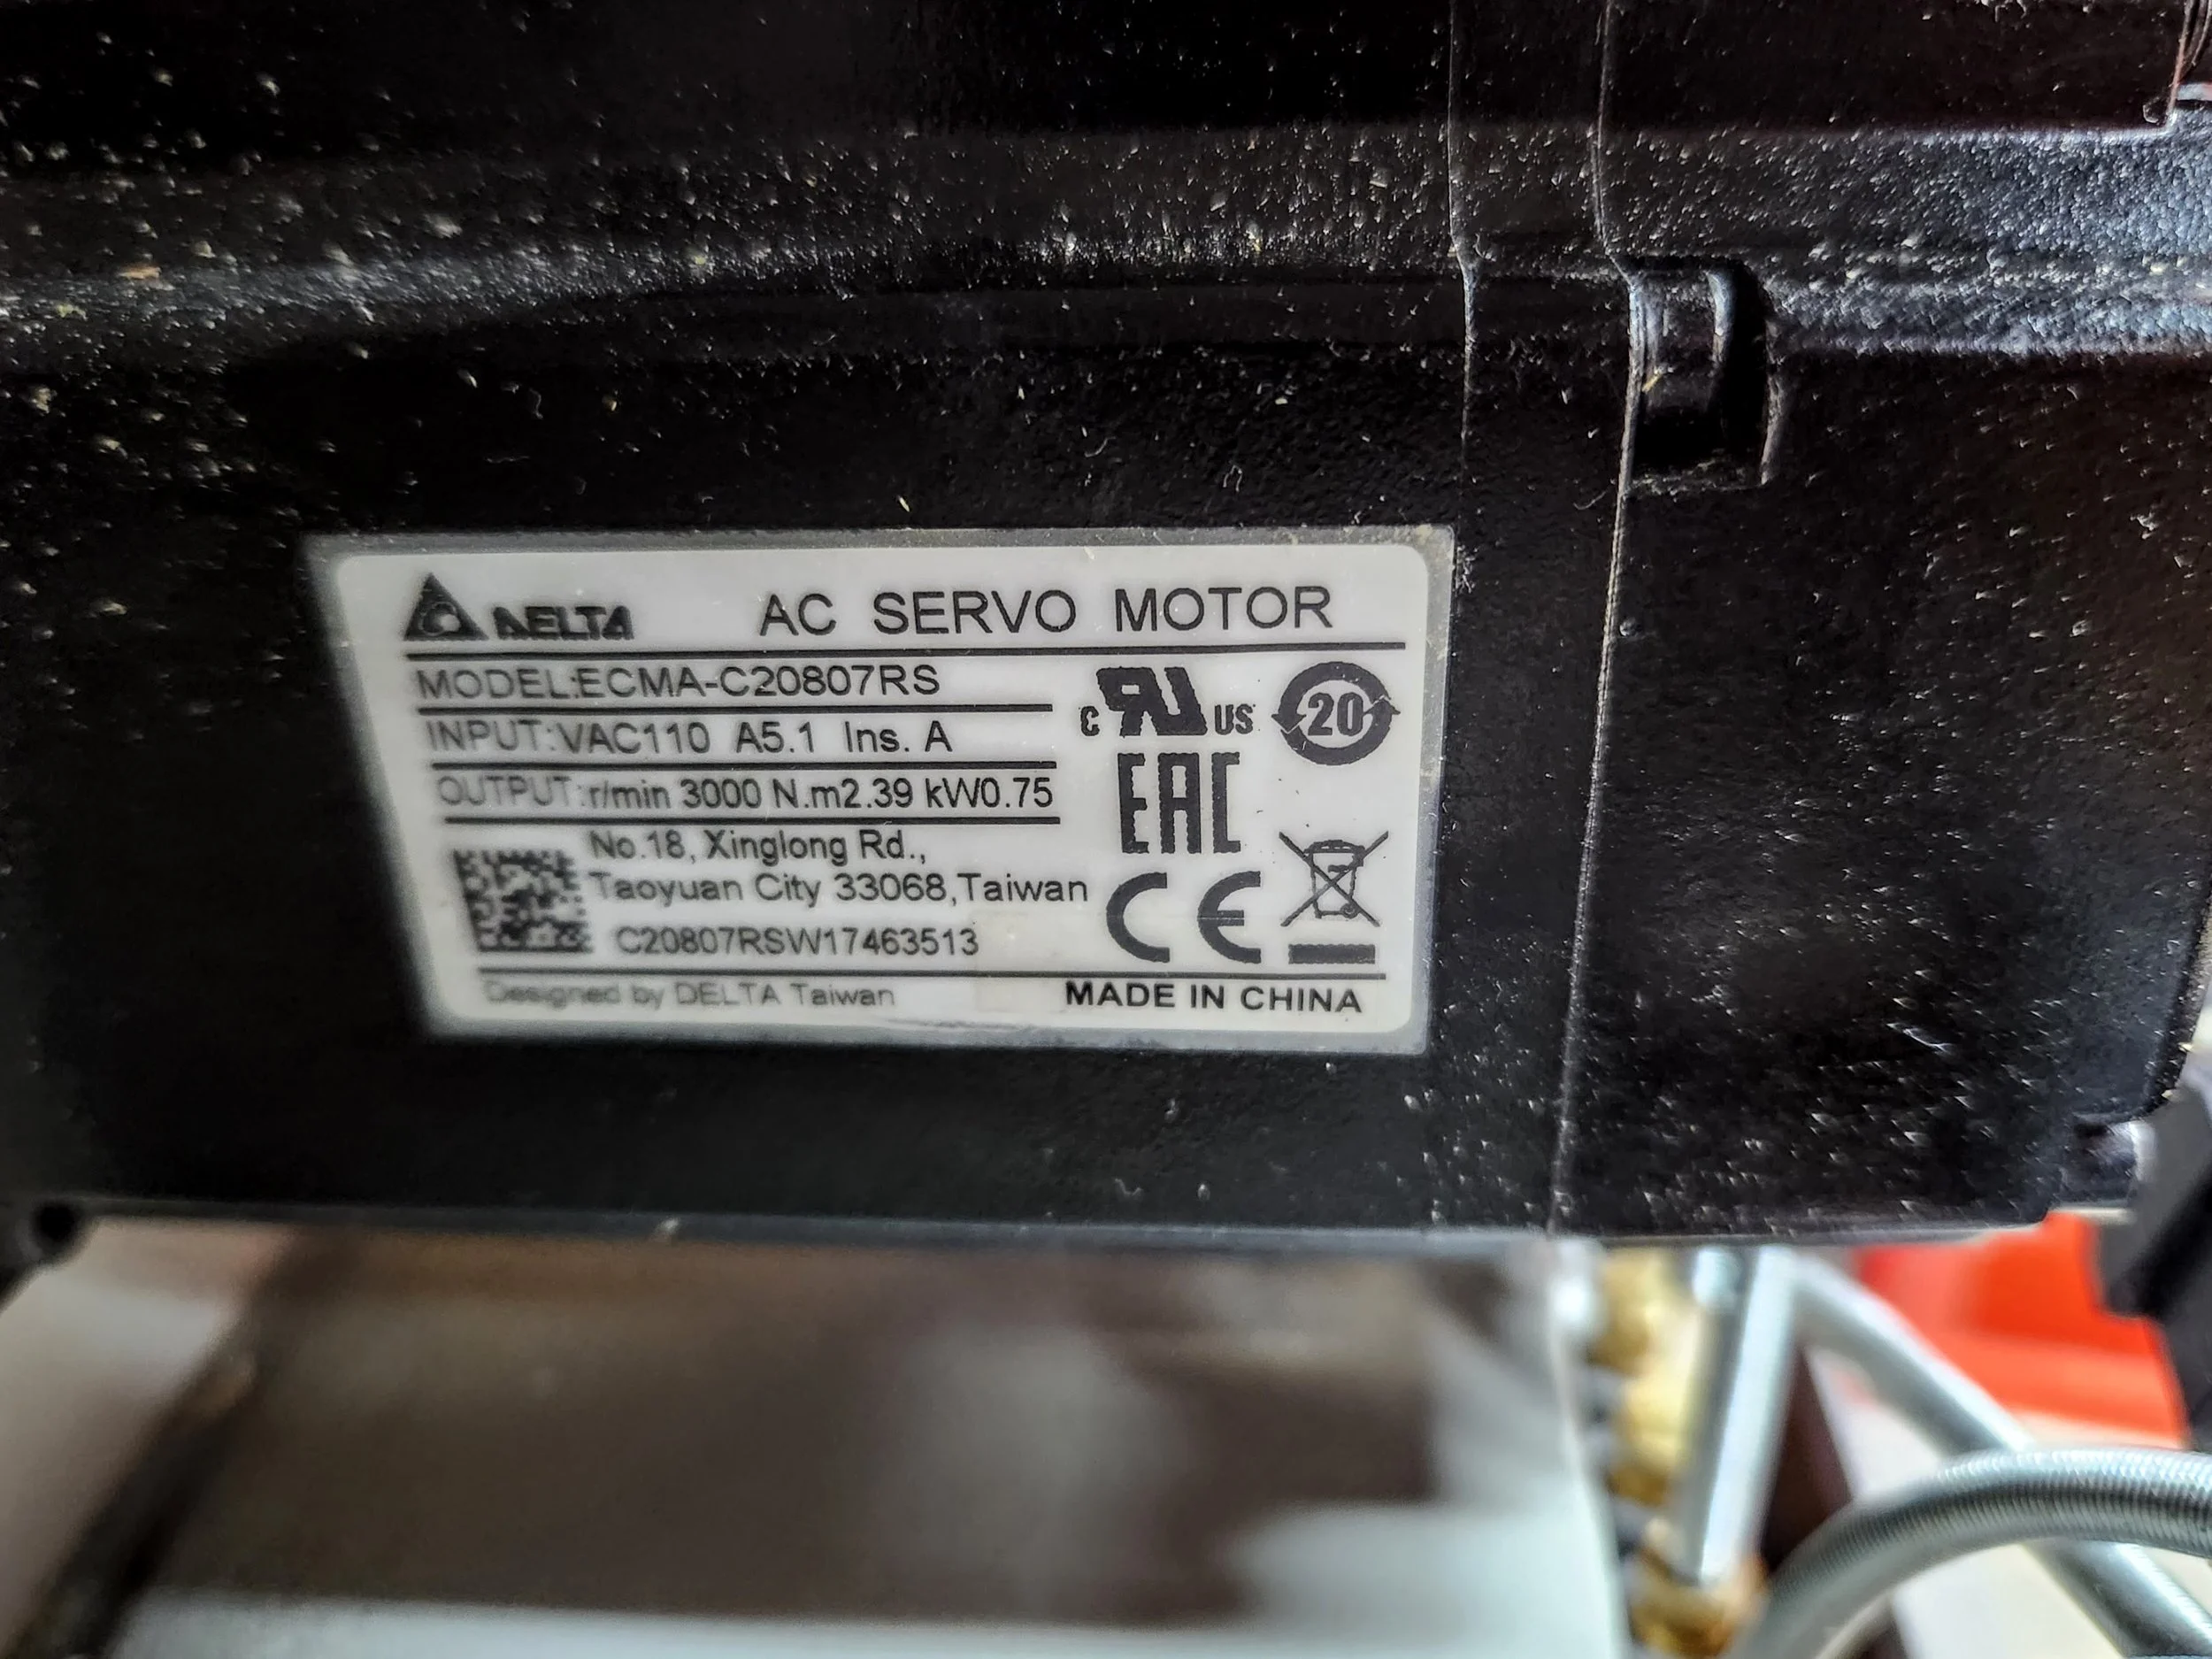 DELTA AC SERVO MOTOR
MODEL:ECMA-C20807RS
INPUT:VAC110 A5.1 Ins. A
OUTPUT:r/min 3000 N.m2.39 kW0.75
c RU US 20
EAC
No.18, Xinglong Rd.,
Taoyuan City 33068,Taiwan
C20807RSW17463513
CE
Designed by DELTA Taiwan MADE IN CHINA